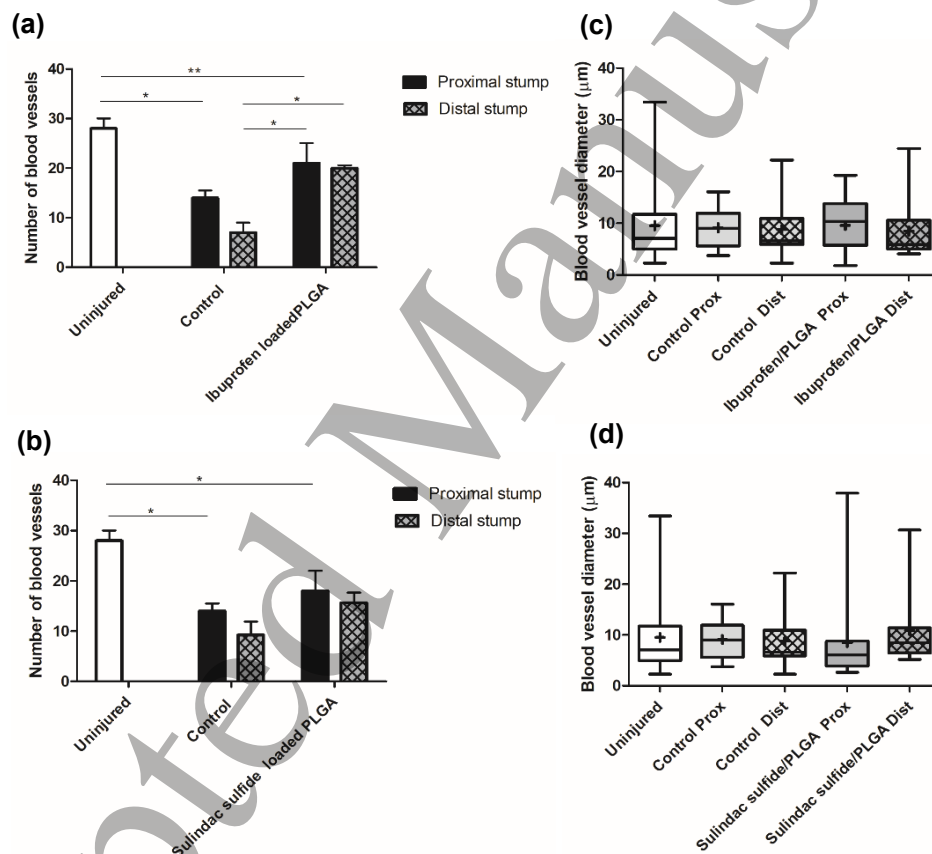 (a)
Number of blood vessels
40
30
20
10
0
**
*
*
*
Proximal stump
Distal stump
Uninjured
Control
Ibuprofen loadedPLGA
(c)
Blood vessel diameter (μm)
40
30
20
10
0
Uninjured
Control Prox
Control Dist
Ibuprofen/PLGA Prox
Ibuprofen/PLGA Dist
(b)
Number of blood vessels
40
30
20
10
0
*
*
Proximal stump
Distal stump
Uninjured
Control
Sulindac sulfide loaded PLGA
(d)
Blood vessel diameter (μm)
40
30
20
10
0
Uninjured
Control Prox
Control Dist
Sulindac sulfide/PLGA Prox
Sulindac sulfide/PLGA Dist